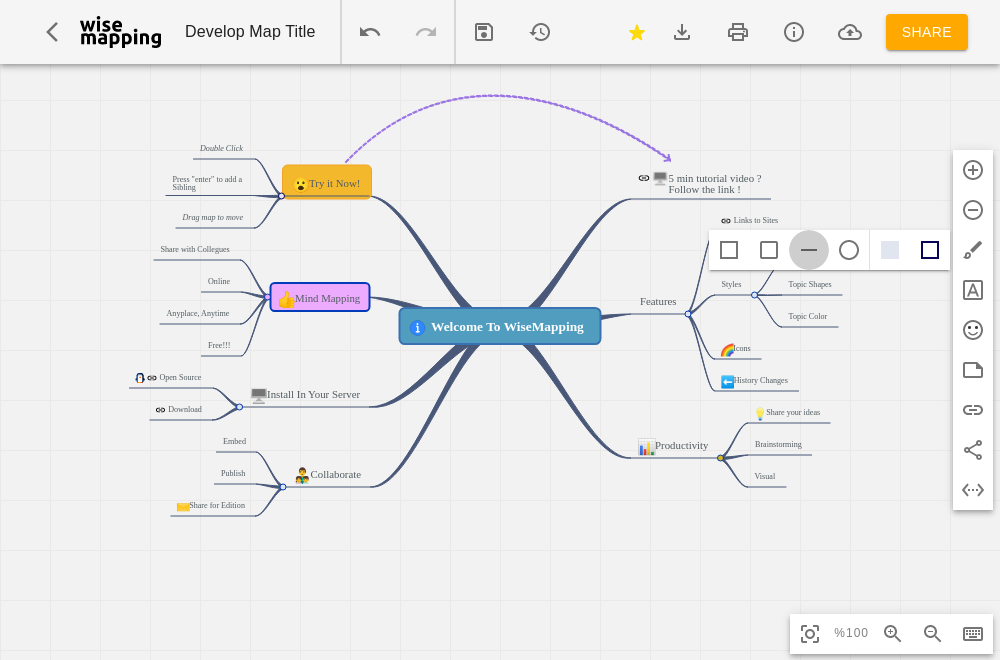 wise
mapping
Develop Map Title
SHARE
Double Click
Press "enter" to add a
Sibling
Drag map to move
Try it Now!
5 min tutorial video ?
Follow the link !
Links to Sites
Share with Collegues
Online
Anyplace, Anytime
Free!!!
Mind Mapping
Welcome To WiseMapping
Features
Styles
Topic Shapes
Topic Color
Icons
History Changes
Open Source
Download
Install In Your Server
Embed
Publish
Share for Edition
Collaborate
Productivity
Share your ideas
Brainstorming
Visual
%100